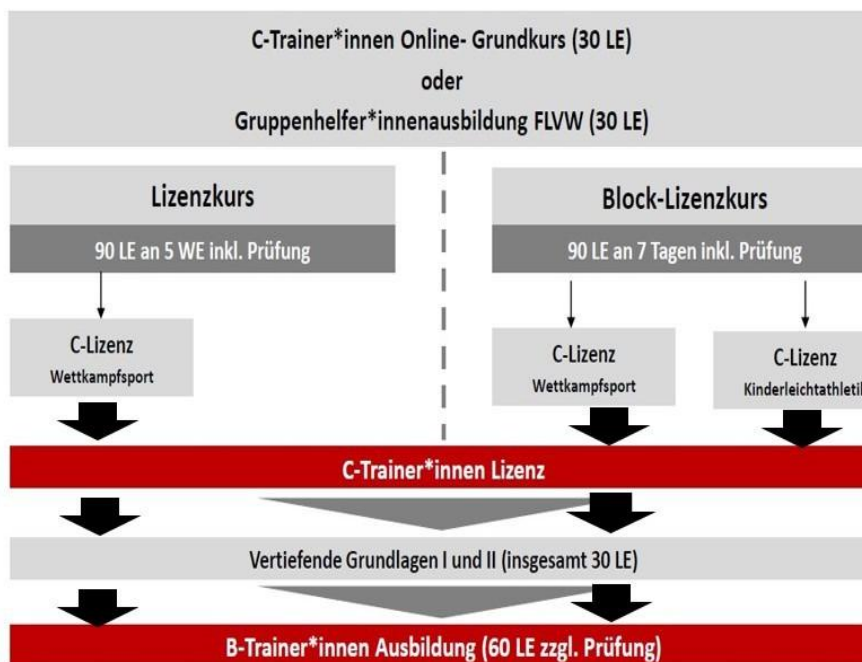 C-Trainer*innen Online- Grundkurs (30 LE)
oder
Gruppenhelfer*innenausbildung FLVW (30 LE)
Lizenzkurs
90 LE an 5 WE inkl. Prüfung
Block-Lizenzkurs
90 LE an 7 Tagen inkl. Prüfung
C-Lizenz
Wettkampfsport
C-Lizenz
Wettkampfsport
C-Lizenz
Kinderleichtathletik
C-Trainer*innen Lizenz
Vertiefende Grundlagen I und II (insgesamt 30 LE)
B-Trainer*innen Ausbildung (60 LE zzgl. Prüfung)